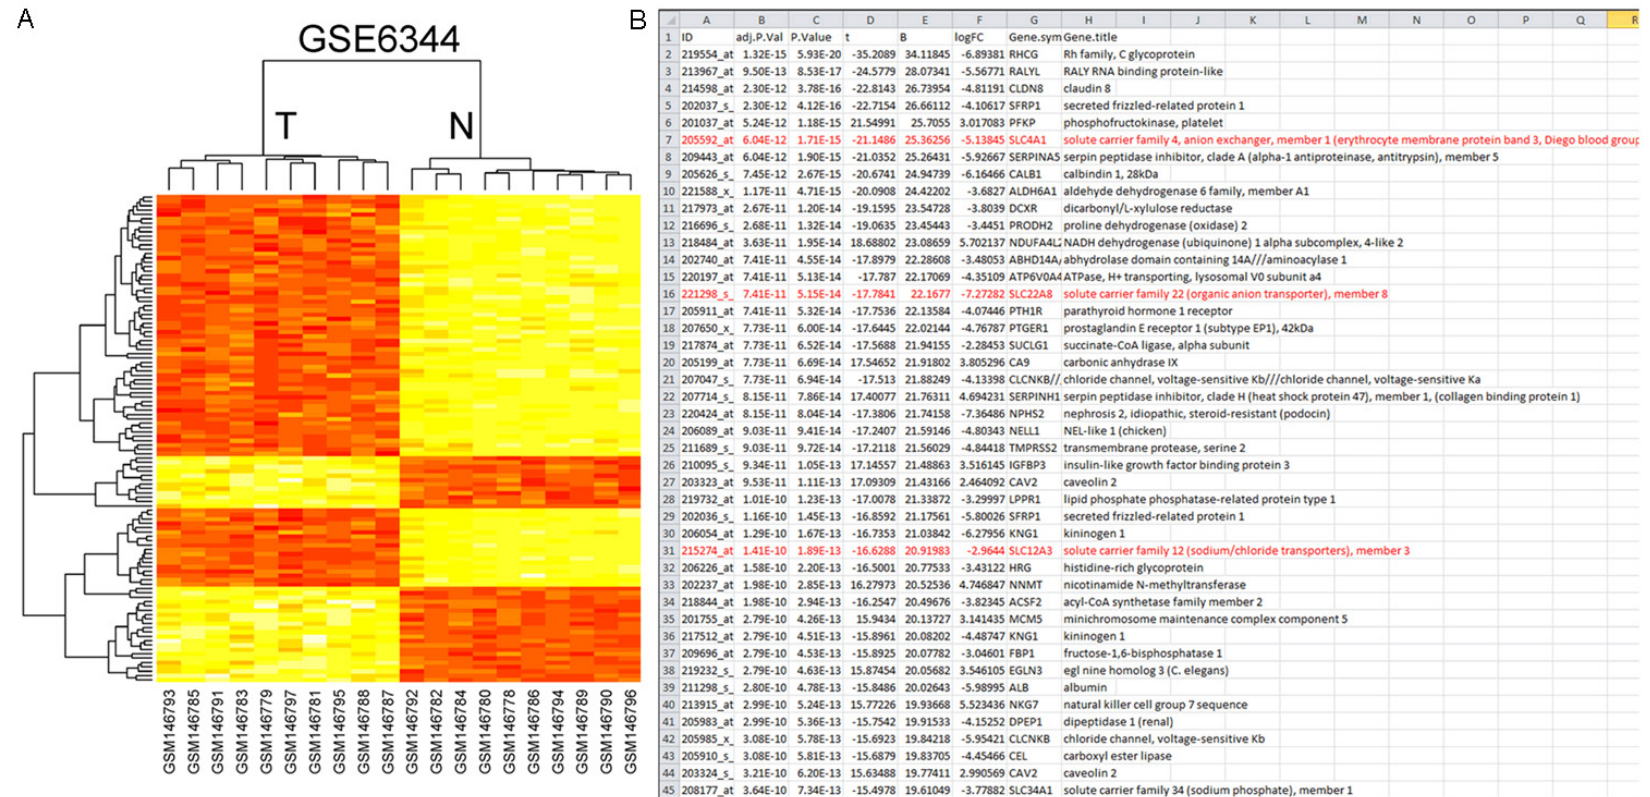 A
GSE6344
T N
GSM146793
GSM146785
GSM146791
GSM146783
GSM146779
GSM146797
GSM146781
GSM146795
GSM146788
GSM146787
GSM146792
GSM146782
GSM146784
GSM146780
GSM146778
GSM146786
GSM146794
GSM146789
GSM146790
GSM146796
B
A B C D E F G H I J K L M N O P Q R
1 ID adj.P.Val P.Value t B logFC Gene.sym Gene.title
2 219554_at 1.32E-15 5.93E-20 -35.2089 34.11845 -6.89381 RHCG Rh family, C glycoprotein
3 213967_at 9.50E-13 8.53E-17 -24.5779 28.07341 -5.56771 RALYL RALY RNA binding protein-like
4 214598_at 2.30E-12 3.78E-16 -22.8143 26.73954 -4.81191 CLDN8 claudin 8
5 202037_s_ 2.30E-12 4.12E-16 -22.7154 26.66112 -4.10617 SFRP1 secreted frizzled-related protein 1
6 201037_at 5.24E-12 1.18E-15 21.54991 25.7055 3.017083 PFKP phosphofructokinase, platelet
7 205592_at 6.04E-12 1.71E-15 -21.1486 25.36256 -5.13845 SLC4A1 solute carrier family 4, anion exchanger, member 1 (erythrocyte membrane protein band 3, Diego blood group
8 209443_at 6.04E-12 1.90E-15 -21.0352 25.26431 -5.92667 SERPINA5 serpin peptidase inhibitor, clade A (alpha-1 antiproteinase, antitrypsin), member 5
9 205626_s_ 7.45E-12 2.67E-15 -20.6741 24.94739 -6.16466 CALB1 calbindin 1, 28kDa
10 221588_x_ 1.17E-11 4.71E-15 -20.0908 24.42202 -3.6827 ALDH6A1 aldehyde dehydrogenase 6 family, member A1
11 217973_at 2.67E-11 1.20E-14 -19.1595 23.54728 -3.8039 DCXR dicarbonyl/L-xylulose reductase
12 216696_s_ 2.68E-11 1.32E-14 -19.0635 23.45443 -3.4451 PRODH2 proline dehydrogenase (oxidase) 2
13 218484_at 3.63E-11 1.95E-14 18.68802 23.08659 5.702137 NDUFA4L2 NADH dehydrogenase (ubiquinone) 1 alpha subcomplex, 4-like 2
14 202740_at 7.41E-11 4.55E-14 -17.8979 22.28608 -3.48053 ABHD14A/ abhydrolase domain containing 14A///aminoacylase 1
15 220197_at 7.41E-11 5.13E-14 -17.787 22.17069 -4.35109 ATP6V0A4 ATPase, H+ transporting, lysosomal V0 subunit a4
16 221298_s_ 7.41E-11 5.15E-14 -17.7841 22.1677 -7.27282 SLC22A8 solute carrier family 22 (organic anion transporter), member 8
17 205911_at 7.41E-11 5.32E-14 -17.7536 22.13584 -4.07446 PTH1R parathyroid hormone 1 receptor
18 207650_x_ 7.73E-11 6.00E-14 -17.6445 22.02144 -4.76787 PTGER1 prostaglandin E receptor 1 (subtype EP1), 42kDa
19 217874_at 7.73E-11 6.52E-14 -17.5688 21.94155 -2.28453 SUCLG1 succinate-CoA ligase, alpha subunit
20 205199_at 7.73E-11 6.69E-14 17.54652 21.91802 3.805296 CA9 carbonic anhydrase IX
21 207047_s_ 7.73E-11 6.94E-14 -17.513 21.88249 -4.13398 CLCNKB// chloride channel, voltage-sensitive Kb///chloride channel, voltage-sensitive Ka
22 207714_s_ 8.15E-11 7.86E-14 17.40077 21.76311 4.694231 SERPINH1 serpin peptidase inhibitor, clade H (heat shock protein 47), member 1, (collagen binding protein 1)
23 220424_at 8.15E-11 8.04E-14 -17.3806 21.74158 -7.36486 NPHS2 nephrosis 2, idiopathic, steroid-resistant (podocin)
24 206089_at 9.03E-11 9.41E-14 -17.2407 21.59146 -4.80343 NELL1 NEL-like 1 (chicken)
25 211689_s_ 9.03E-11 9.72E-14 -17.2118 21.56029 -4.84418 TMPRSS2 transmembrane protease, serine 2
26 210095_s_ 9.34E-11 1.05E-13 17.14557 21.48863 3.516145 IGFBP3 insulin-like growth factor binding protein 3
27 203323_at 9.53E-11 1.11E-13 17.09309 21.43166 2.464092 CAV2 caveolin 2
28 219732_at 1.01E-10 1.23E-13 -17.0078 21.33872 -3.29997 LPPR1 lipid phosphate phosphatase-related protein type 1
29 202036_s_ 1.16E-10 1.45E-13 -16.8592 21.17561 -5.80026 SFRP1 secreted frizzled-related protein 1
30 206054_at 1.29E-10 1.67E-13 -16.7353 21.03842 -6.27956 KNG1 kininogen 1
31 215274_at 1.41E-10 1.89E-13 -16.6288 20.91983 -2.9644 SLC12A3 solute carrier family 12 (sodium/chloride transporters), member 3
32 206226_at 1.58E-10 2.20E-13 -16.5001 20.77533 -3.43122 HRG histidine-rich glycoprotein
33 202237_at 1.98E-10 2.85E-13 16.27973 20.52536 4.746847 NNMT nicotinamide N-methyltransferase
34 218844_at 1.98E-10 2.94E-13 -16.2547 20.49676 -3.82345 ACSF2 acyl-CoA synthetase family member 2
35 201755_at 2.79E-10 4.26E-13 15.9434 20.13727 3.141435 MCM5 minichromosome maintenance complex component 5
36 217512_at 2.79E-10 4.51E-13 -15.8961 20.08202 -4.48747 KNG1 kininogen 1
37 209696_at 2.79E-10 4.53E-13 -15.8925 20.07782 -3.04601 FBP1 fructose-1,6-bisphosphatase 1
38 219232_s_ 2.79E-10 4.63E-13 15.87454 20.05682 3.546105 EGLN3 egl nine homolog 3 (C. elegans)
39 211298_s_ 2.80E-10 4.78E-13 -15.8486 20.02643 -5.98995 ALB albumin
40 213915_at 2.99E-10 5.24E-13 15.77226 19.93668 5.523436 NKG7 natural killer cell group 7 sequence
41 205983_at 2.99E-10 5.36E-13 -15.7542 19.91533 -4.15252 DPEP1 dipeptidase 1 (renal)
42 205985_x_ 3.08E-10 5.78E-13 -15.6923 19.84218 -5.95421 CLCNKB chloride channel, voltage-sensitive Kb
43 205910_s_ 3.08E-10 5.81E-13 -15.6879 19.83705 -4.45466 CEL carboxyl ester lipase
44 203324_s_ 3.21E-10 6.20E-13 15.63488 19.77411 2.990569 CAV2 caveolin 2
45 208177_at 3.64E-10 7.34E-13 -15.4978 19.61049 -3.77882 SLC34A1 solute carrier family 34 (sodium phosphate), member 1